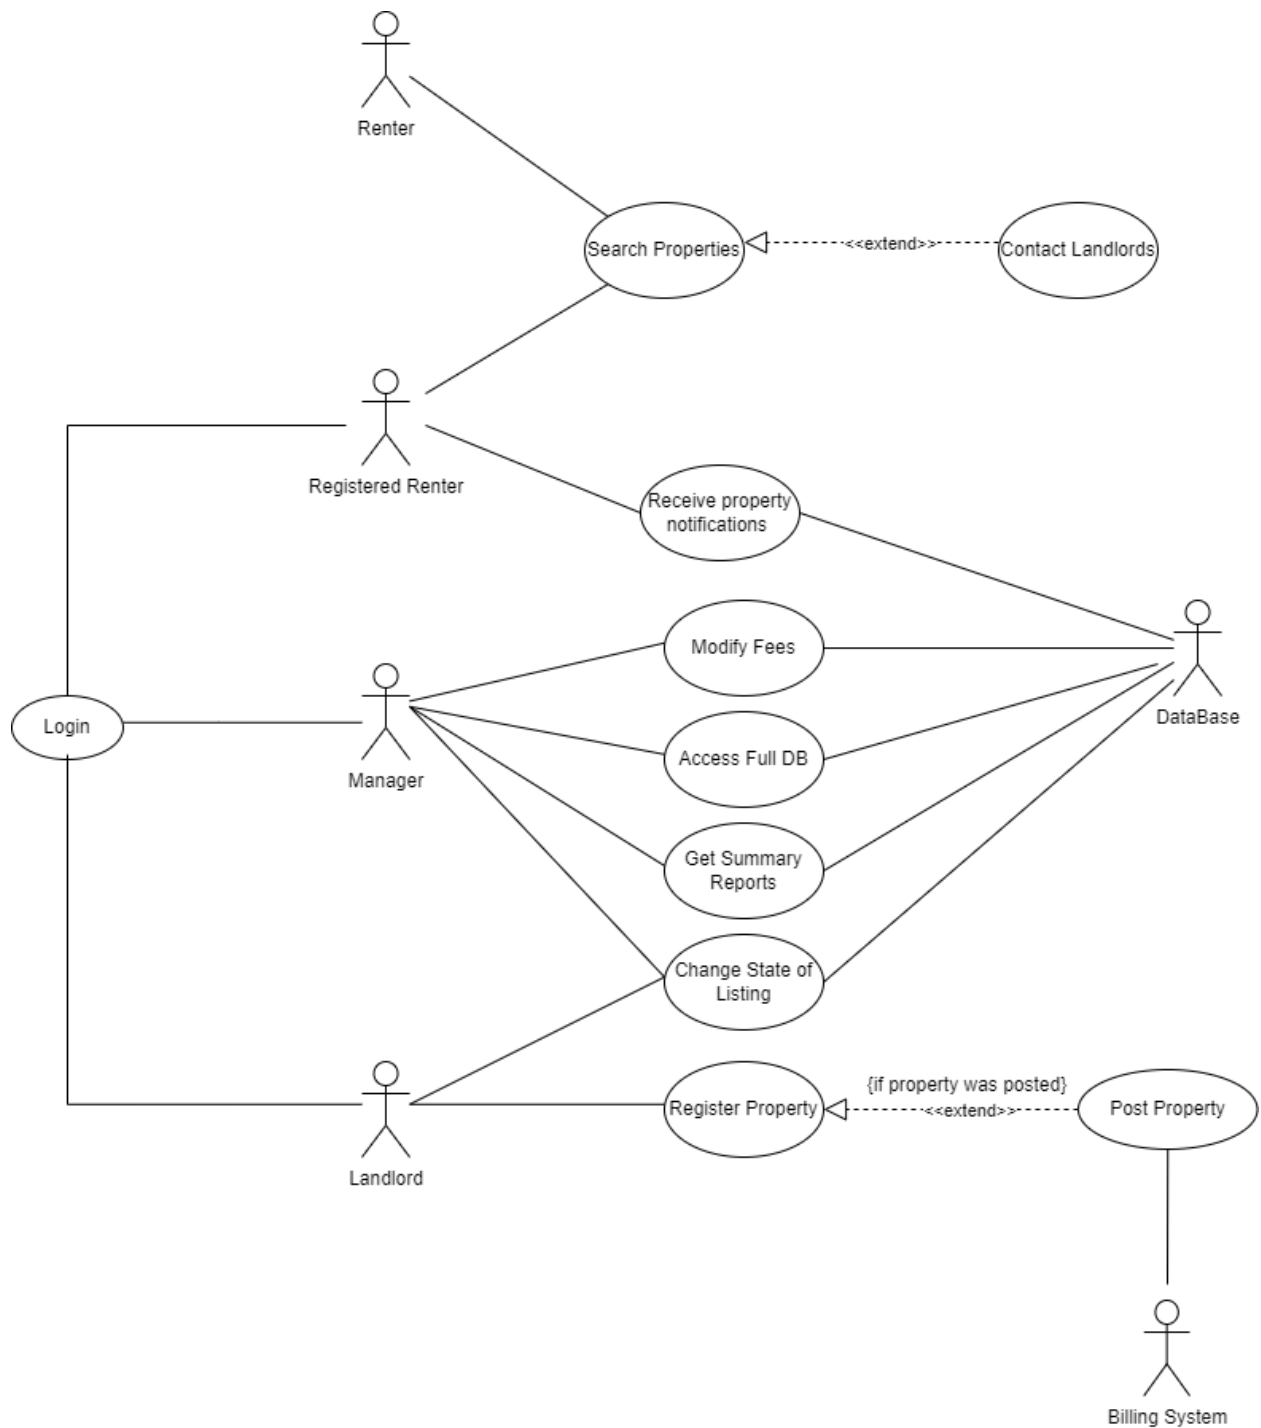 Renter
Search Properties
<<extend>>
Contact Landlords
Registered Renter
Receive property
notifications
Modify Fees
DataBase
Login
Manager
Access Full DB
Get Summary
Reports
Change State of
Listing
{if property was posted}
Register Property
<<extend>>
Post Property
Landlord
Billing System